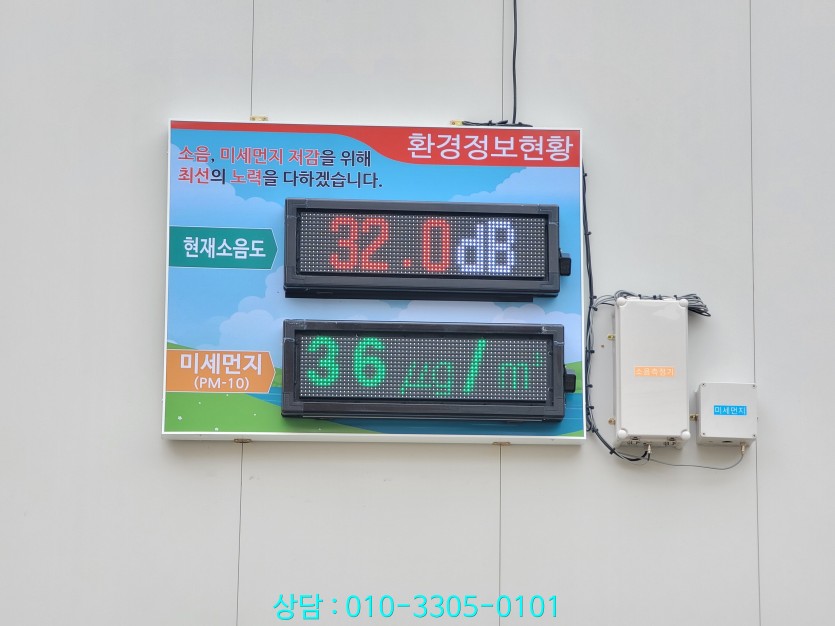 환경정보현황
소음, 미세먼지 저감을 위해
최선의 노력을 다하겠습니다.
현재소음도
32.0dB
미세먼지
(PM-10)
36 μg/m³
소음측정기
미세먼지
상담 : 010-3305-0101